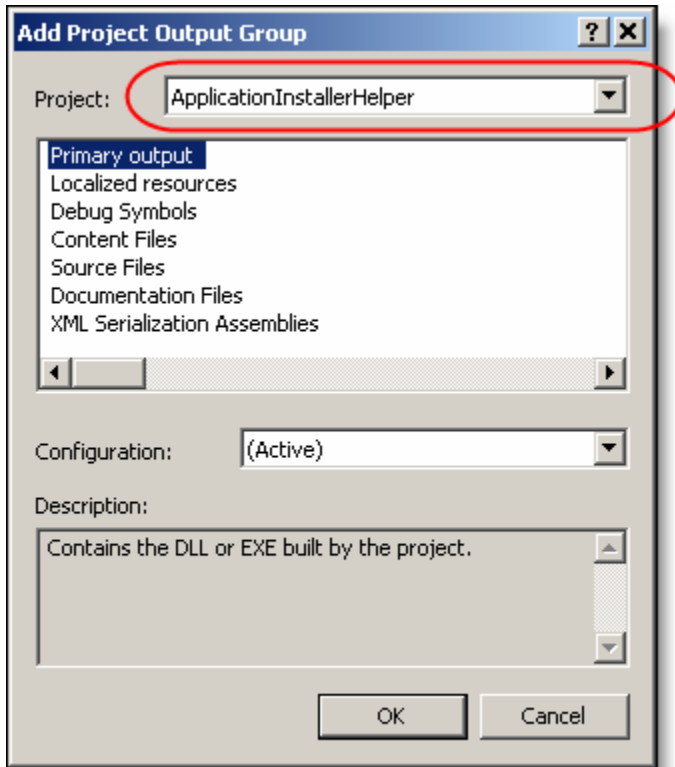 Add Project Output Group
Project: ApplicationInstallerHelper
Primary output
Localized resources
Debug Symbols
Content Files
Source Files
Documentation Files
XML Serialization Assemblies
Configuration: (Active)
Description:
Contains the DLL or EXE built by the project.
OK Cancel